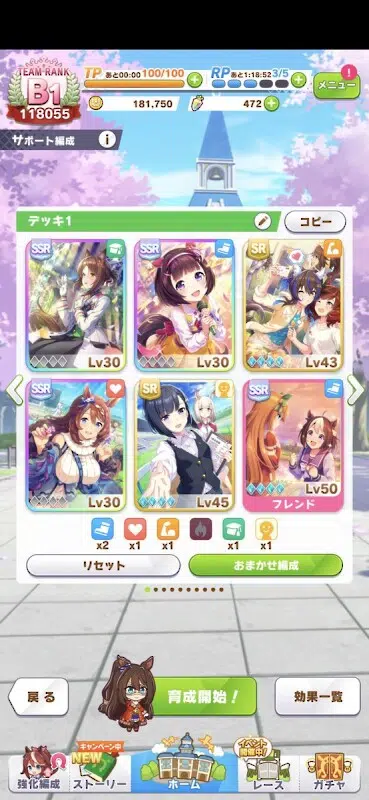 TEAM RANK
B1
118055
TP あと00:00 100/100
RP あと1:18:52 3/5
メニュー
181,750
472
サポート編成 i
デッキ1
コピー
SSR
SSR
SR
Lv30
Lv30
Lv43
SSR
SR
SSR
Lv30
Lv45
Lv50
フレンド
x2 x1 x1 x1 x1
リセット
おまかせ編成
戻る
育成開始!
効果一覧
キャンペーン中
NEW
イベント開催中!
強化編成
ストーリー
ホーム
レース
ガチャ